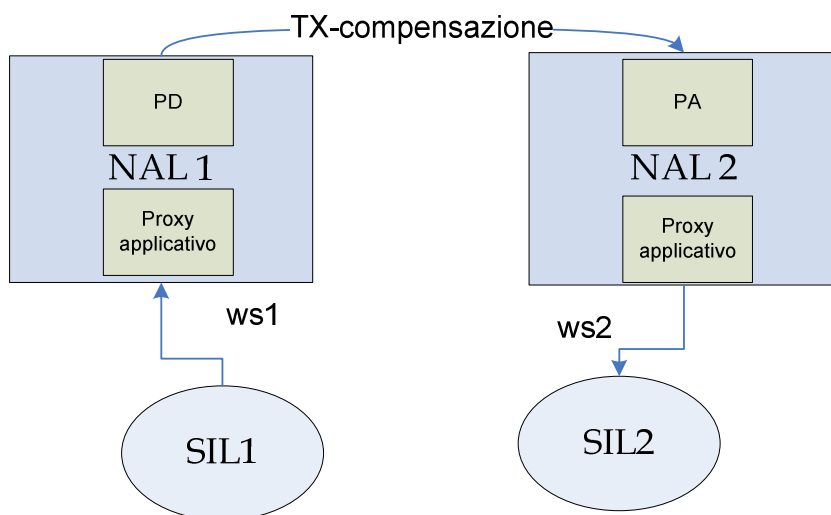 TX-compensazione
PD
NAL 1
Proxy
applicativo
PA
NAL 2
Proxy
applicativo
ws1
ws2
SIL1
SIL2